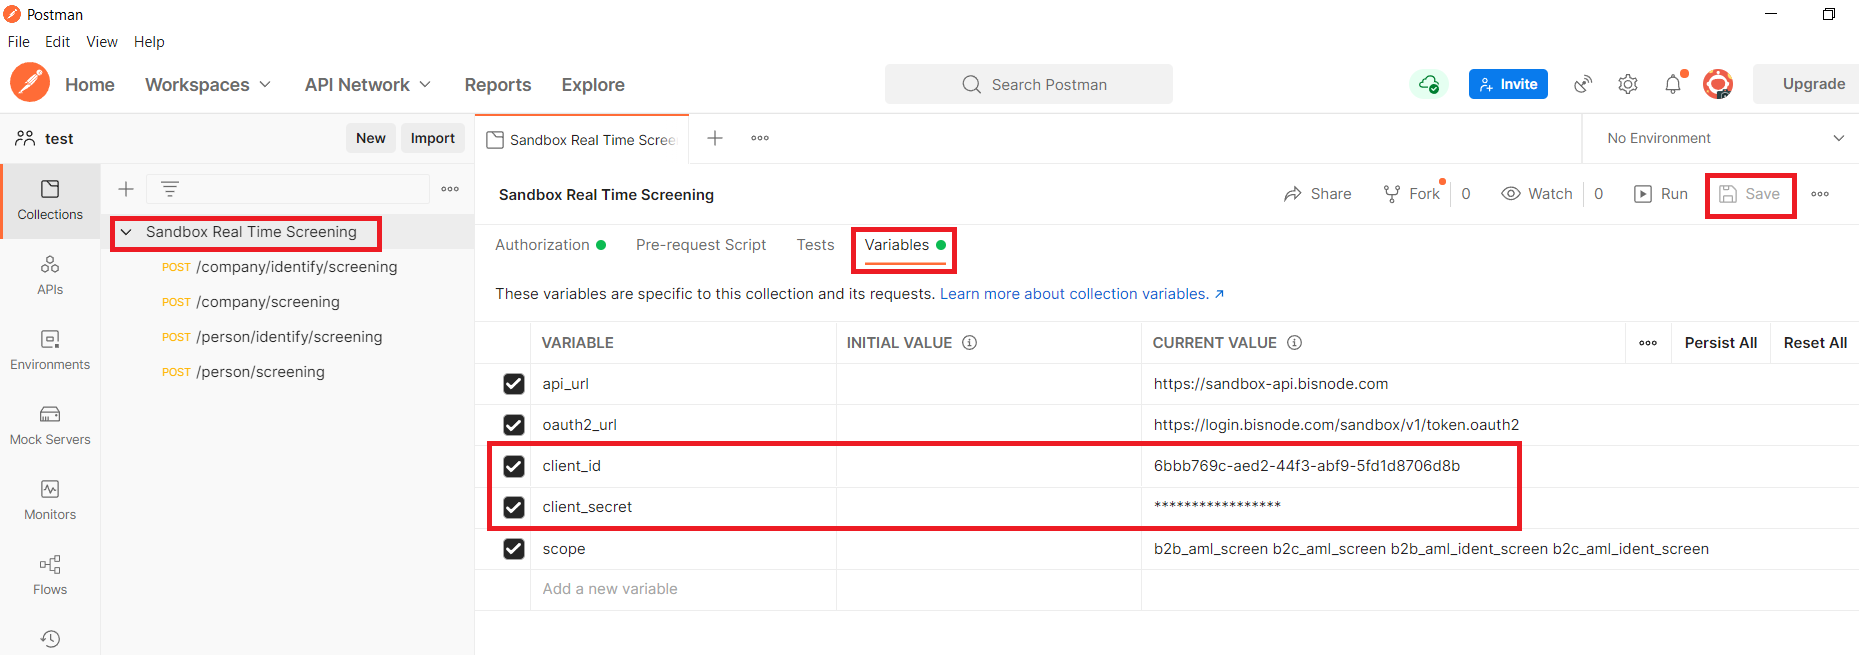 Postman
File Edit View Help
Home Workspaces API Network Reports Explore Search Postman Invite Upgrade
test New Import
Sandbox Real Time Scree
No Environment
Collections
APIs
Environments
Mock Servers
Monitors
Flows
Sandbox Real Time Screening
POST /company/identify/screening
POST /company/screening
POST /person/identify/screening
POST /person/screening
Sandbox Real Time Screening Share Fork 0 Watch 0 Run Save
Authorization Pre-request Script Tests Variables
These variables are specific to this collection and its requests. Learn more about collection variables. ↗
VARIABLE INITIAL VALUE CURRENT VALUE Persist All Reset All
api_url https://sandbox-api.bisnode.com
oauth2_url https://login.bisnode.com/sandbox/v1/token.oauth2
client_id 6bbb769c-aed2-44f3-abf9-5fd1d8706d8b
client_secret *****************
scope b2b_aml_screen b2c_aml_screen b2b_aml_ident_screen b2c_aml_ident_screen
Add a new variable